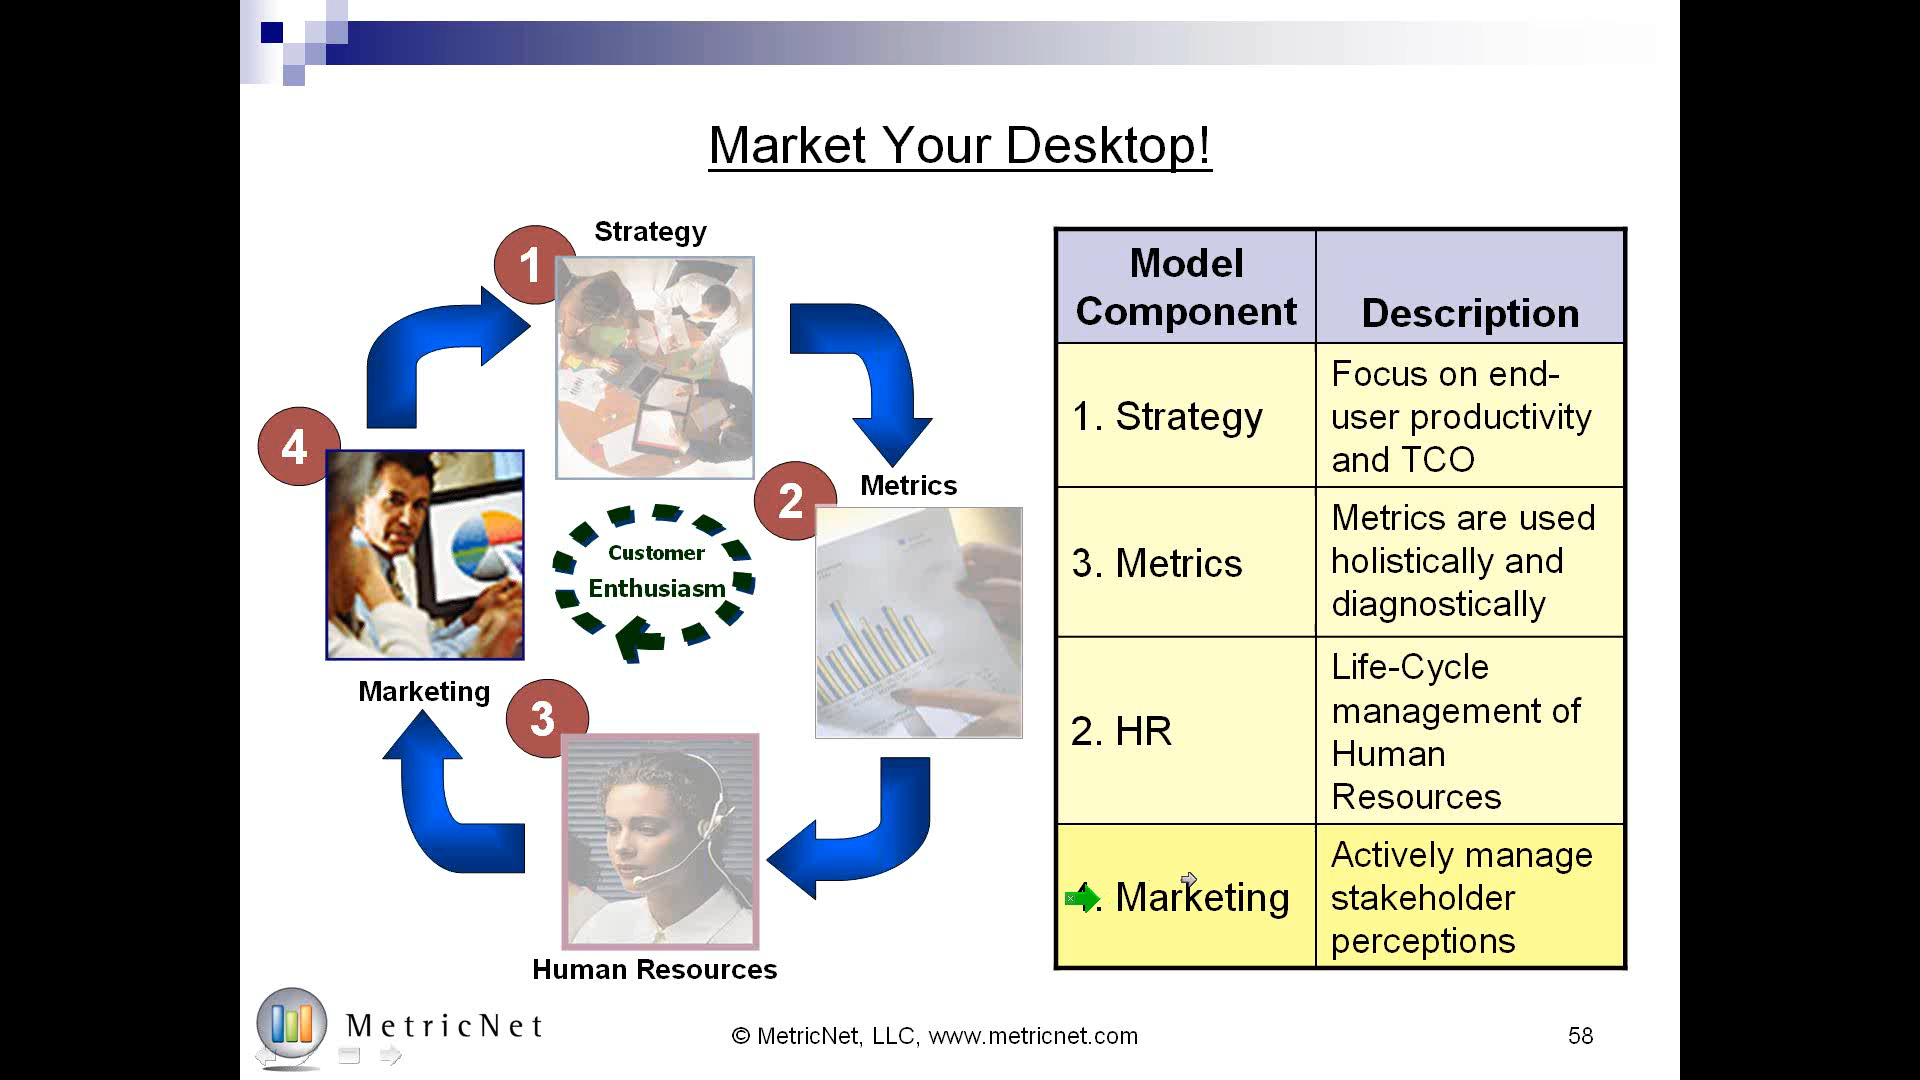 Market Your Desktop!
1
Strategy
2
Metrics
3
Human Resources
4
Marketing
Customer
Enthusiasm
Model
Component
Description
1. Strategy
Focus on end-
user productivity
and TCO
3. Metrics
Metrics are used
holistically and
diagnostically
2. HR
Life-Cycle
management of
Human
Resources
4. Marketing
Actively manage
stakeholder
perceptions
MetricNet
© MetricNet, LLC, www.metricnet.com
58